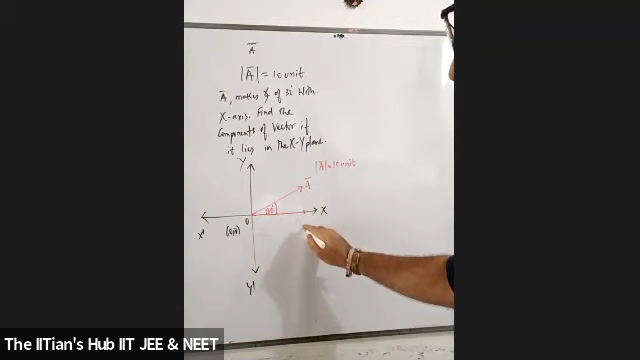 A̅
|A̅| = 10 unit
A̅, makes ∠ of 30° with
X-axis. Find the
Components of Vector if
it lies in the X-Y plane.
Y
|A̅|=10 unit
A̅
30°
X
X'
O
(0,0)
Y'
The IITian's Hub IIT JEE & NEET